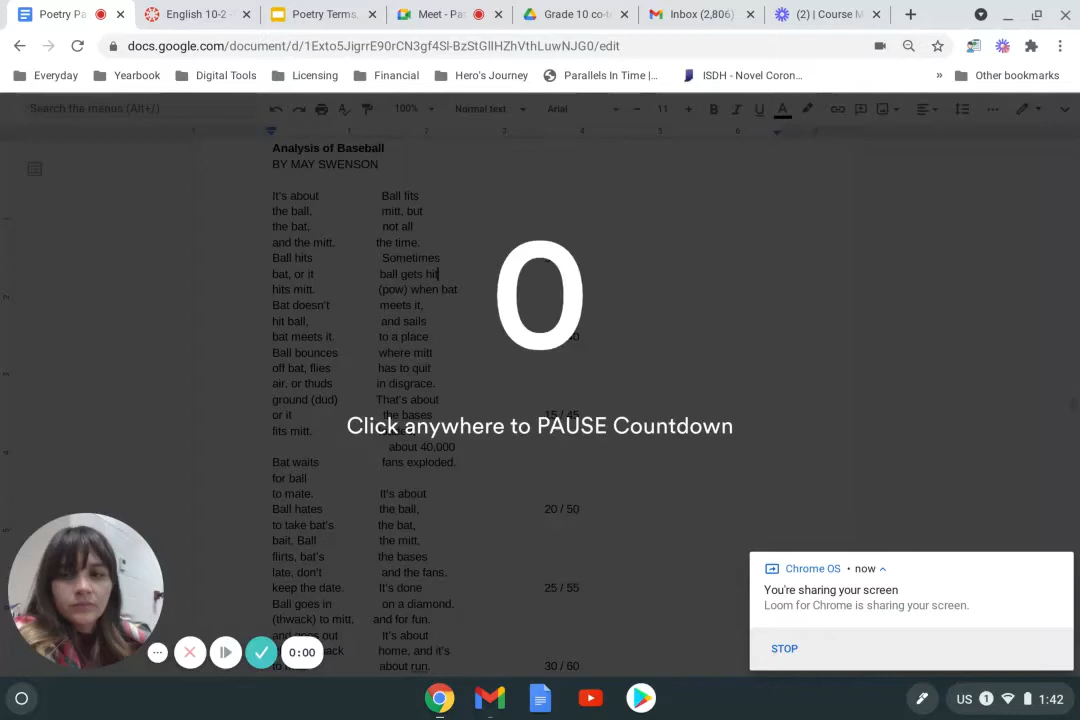 Poetry Pa
English 10-2 -
Poetry Terms,
Meet - Pa
Grade 10 co-t
Inbox (2,806)
(2) | Course M
docs.google.com/document/d/1Exto5JigrrE90rCN3gf4Sl-BzStGlIHZhVthLuwNJG0/edit
Everyday
Yearbook
Digital Tools
Licensing
Financial
Hero's Journey
Parallels In Time |...
ISDH - Novel Coron...
»
Other bookmarks
Search the menus (Alt+/)
100%
Normal text
Arial
11
Analysis of Baseball
BY MAY SWENSON
It's about Ball fits
the ball, mitt, but
the bat, not all
and the mitt. the time.
Ball hits Sometimes
bat, or it ball gets hit
hits mitt. (pow) when bat
Bat doesn't meets it,
hit ball, and sails
bat meets it. to a place
Ball bounces where mitt
off bat, flies has to quit
air, or thuds in disgrace.
ground (dud) That's about
or it the bases 15 / 45
fits mitt.
about 40,000
Bat waits fans exploded.
for ball
to mate. It's about
Ball hates the ball, 20 / 50
to take bat's the bat,
bait. Ball the mitt,
flirts, bat's the bases
late, don't and the fans.
keep the date. It's done 25 / 55
Ball goes in on a diamond.
(thwack) to mitt, and for fun.
and goes out It's about
home, and it's
about run. 30 / 60
0
Click anywhere to PAUSE Countdown
0:00
Chrome OS • now
You're sharing your screen
Loom for Chrome is sharing your screen.
STOP
US 1 1:42